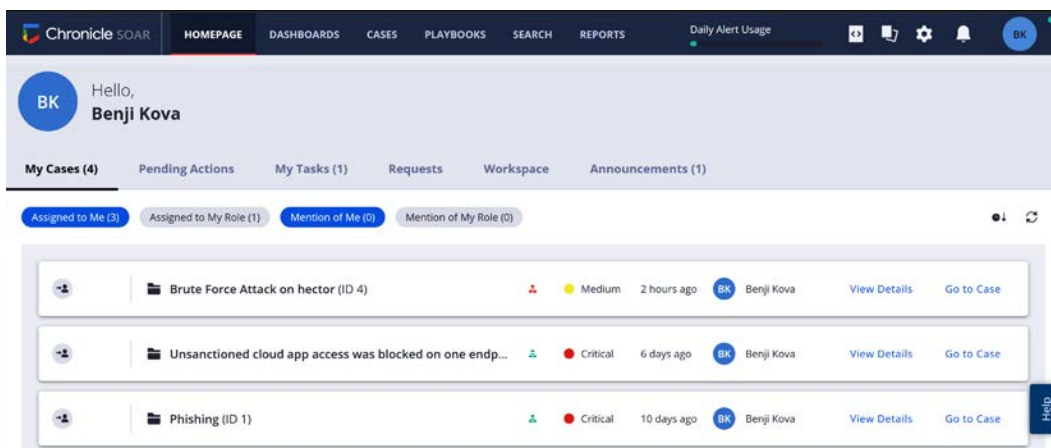 Chronicle SOAR HOMEPAGE DASHBOARDS CASES PLAYBOOKS SEARCH REPORTS Daily Alert Usage BK
BK
Hello,
Benji Kova
My Cases (4) Pending Actions My Tasks (1) Requests Workspace Announcements (1)
Assigned to Me (3) Assigned to My Role (1) Mention of Me (0) Mention of My Role (0)
Brute Force Attack on hector (ID 4) Medium 2 hours ago BK Benji Kova View Details Go to Case
Unsanctioned cloud app access was blocked on one endp... Critical 6 days ago BK Benji Kova View Details Go to Case
Phishing (ID 1) Critical 10 days ago BK Benji Kova View Details Go to Case
Help